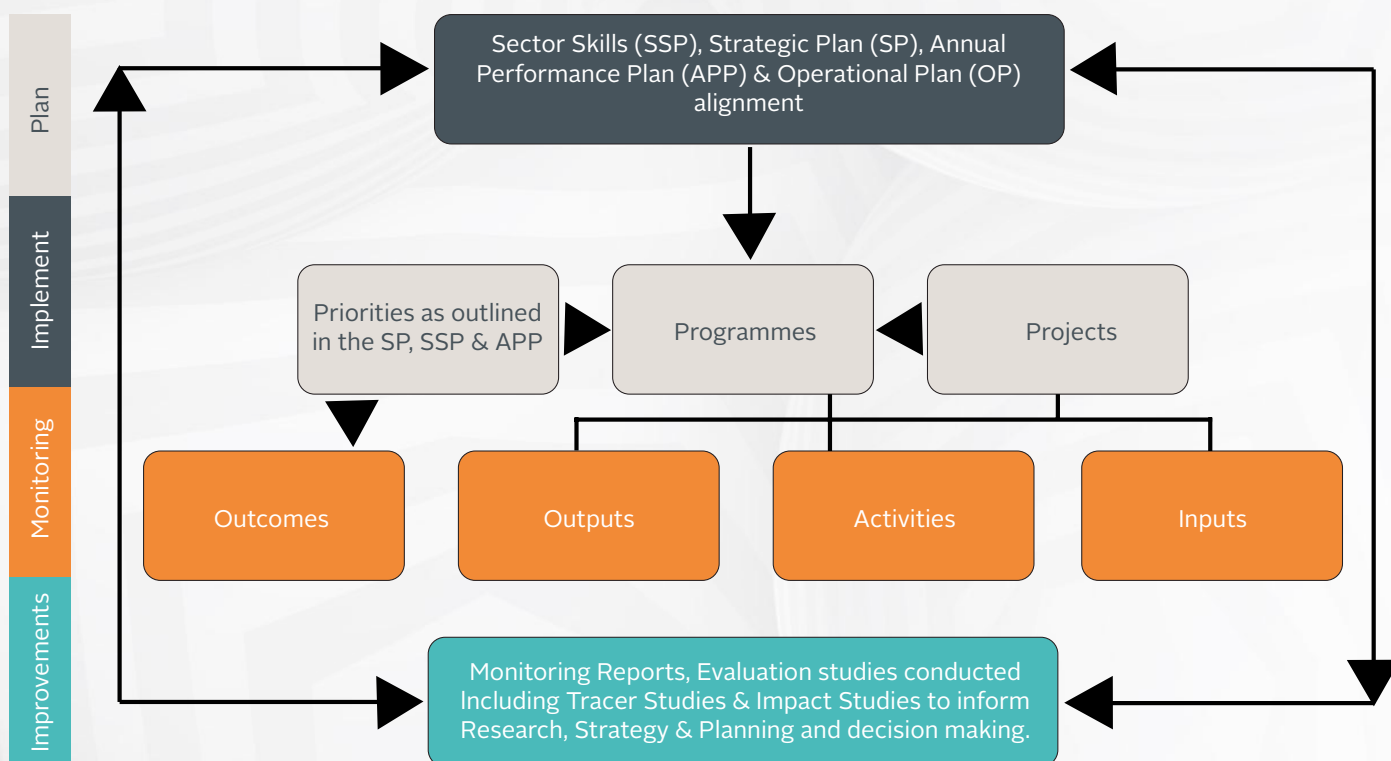 Plan
Sector Skills (SSP), Strategic Plan (SP), Annual
Performance Plan (APP) & Operational Plan (OP)
alignment
Implement
Priorities as outlined
in the SP, SSP & APP
Programmes
Projects
Monitoring
Outcomes
Outputs
Activities
Inputs
Improvements
Monitoring Reports, Evaluation studies conducted
Including Tracer Studies & Impact Studies to inform
Research, Strategy & Planning and decision making.